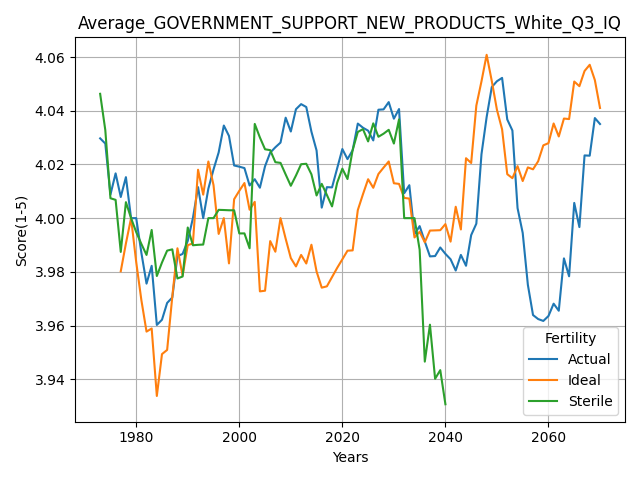 Average_GOVERNMENT_SUPPORT_NEW_PRODUCTS_White_Q3_IQ
4.06
4.04
4.02
4.00
3.98
3.96
3.94
Score(1-5)
Fertility
Actual
Ideal
Sterile
1980
2000
2020
2040
2060
Years